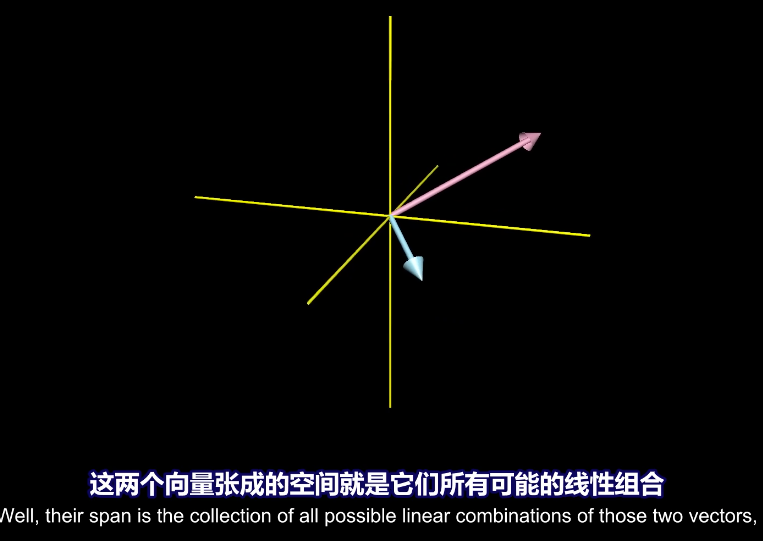 这两个向量张成的空间就是它们所有可能的线性组合
Well, their span is the collection of all possible linear combinations of those two vectors,